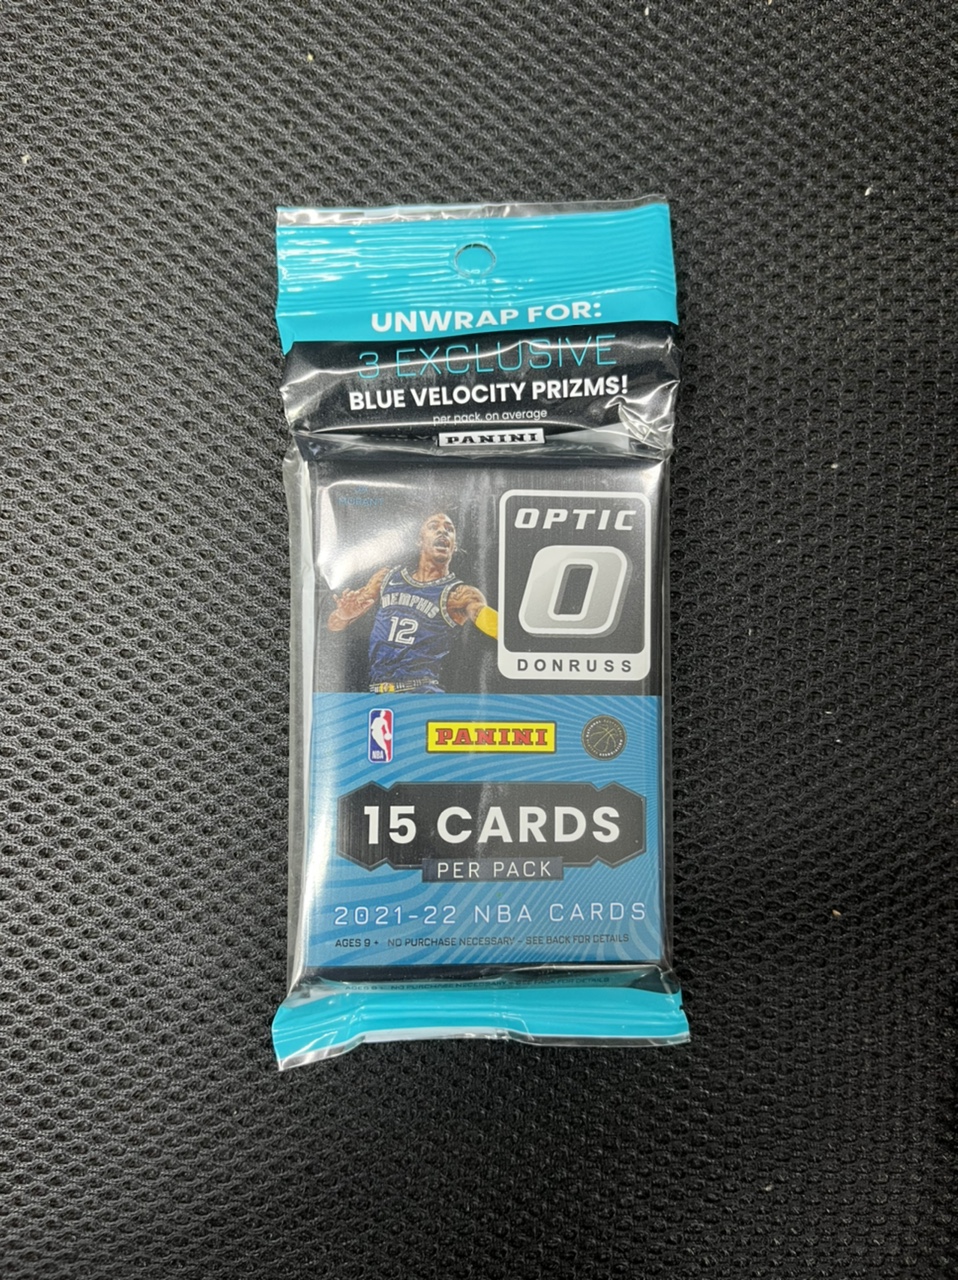 UNWRAP FOR:
3 EXCLUSIVE
BLUE VELOCITY PRIZMS!
per pack, on average
PANINI
OPTIC
O
DONRUSS
MEMPHIS
12
NBA
PANINI
15 CARDS
PER PACK
2021-22 NBA CARDS
AGES 9+ NO PURCHASE NECESSARY – SEE BACK FOR DETAILS